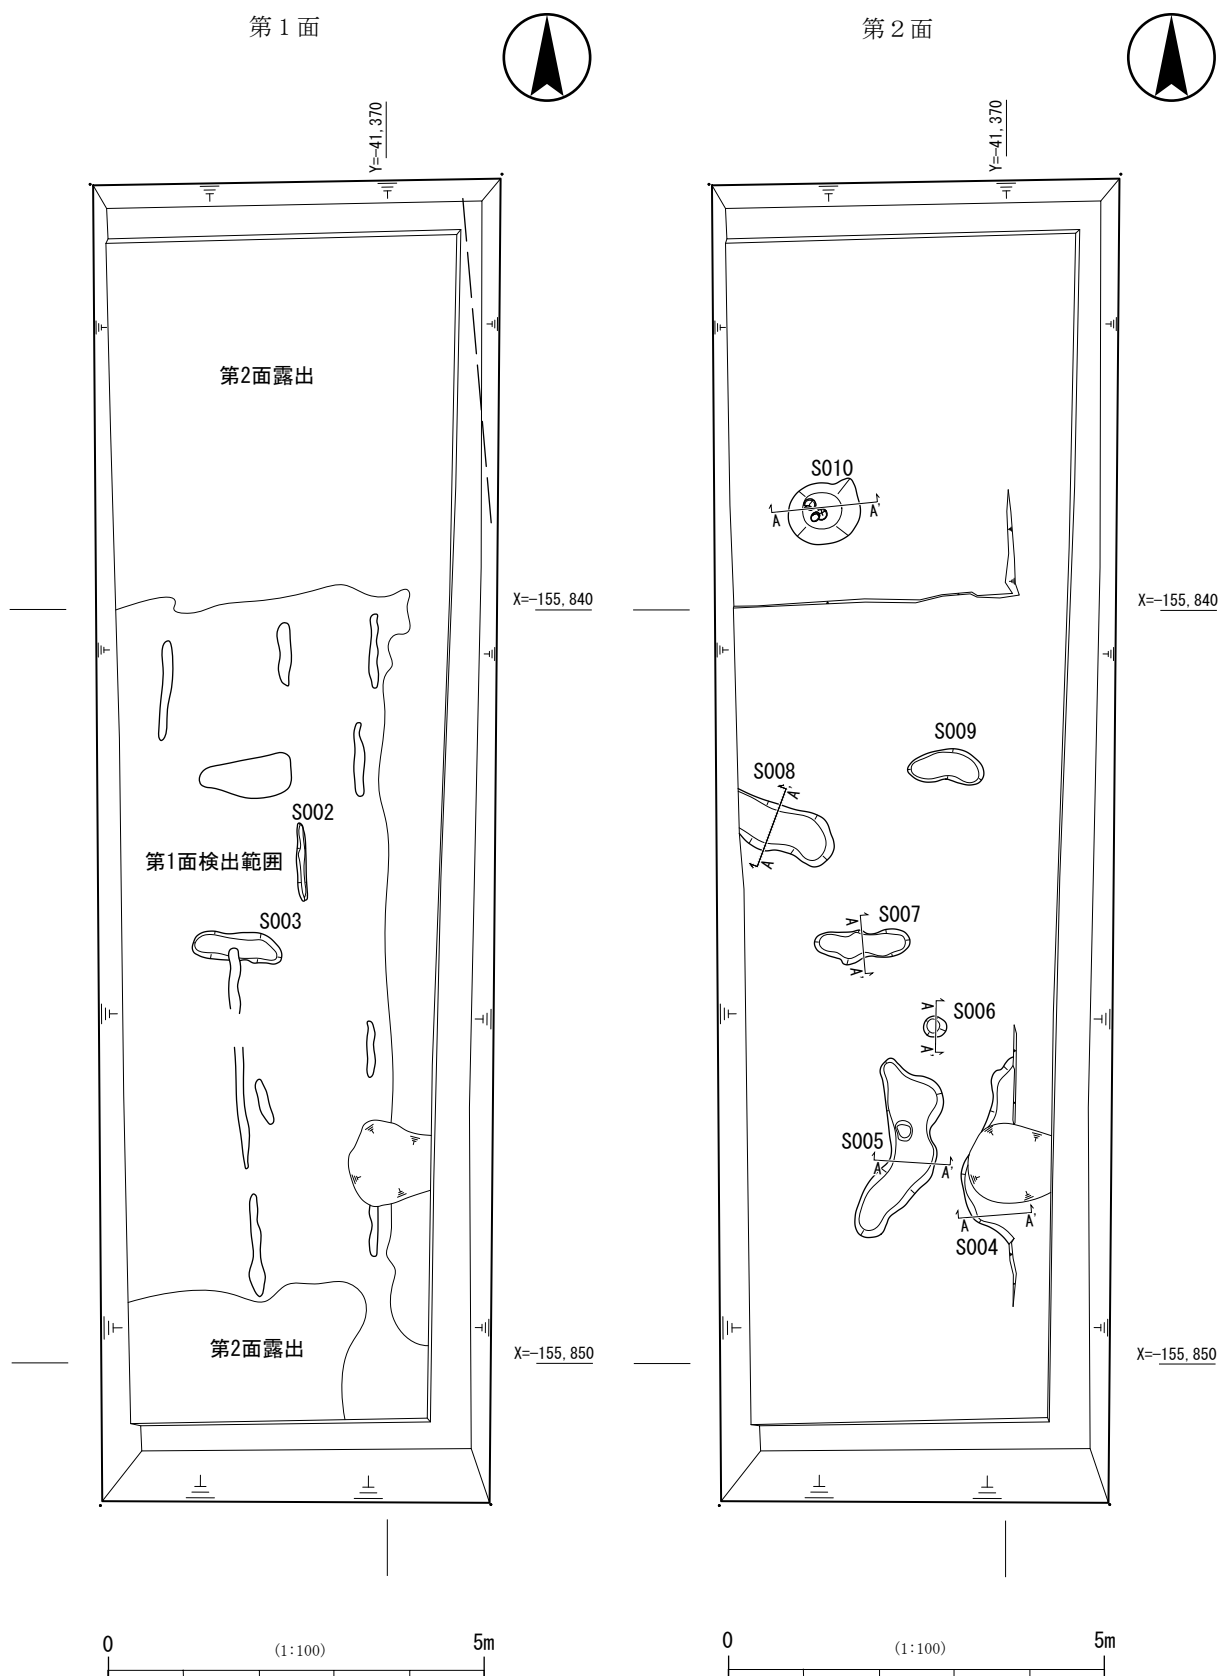 第１面
第２面
Y=-41,370
Y=-41,370
第2面露出
S010
A
A'
X=-155,840
X=-155,840
S009
S008
A'
A
S002
第1面検出範囲
S003
S007
A
A'
S006
A
A'
S005
A
A'
S004
A
A'
第2面露出
X=-155,850
X=-155,850
0
(1:100)
5m
0
(1:100)
5m